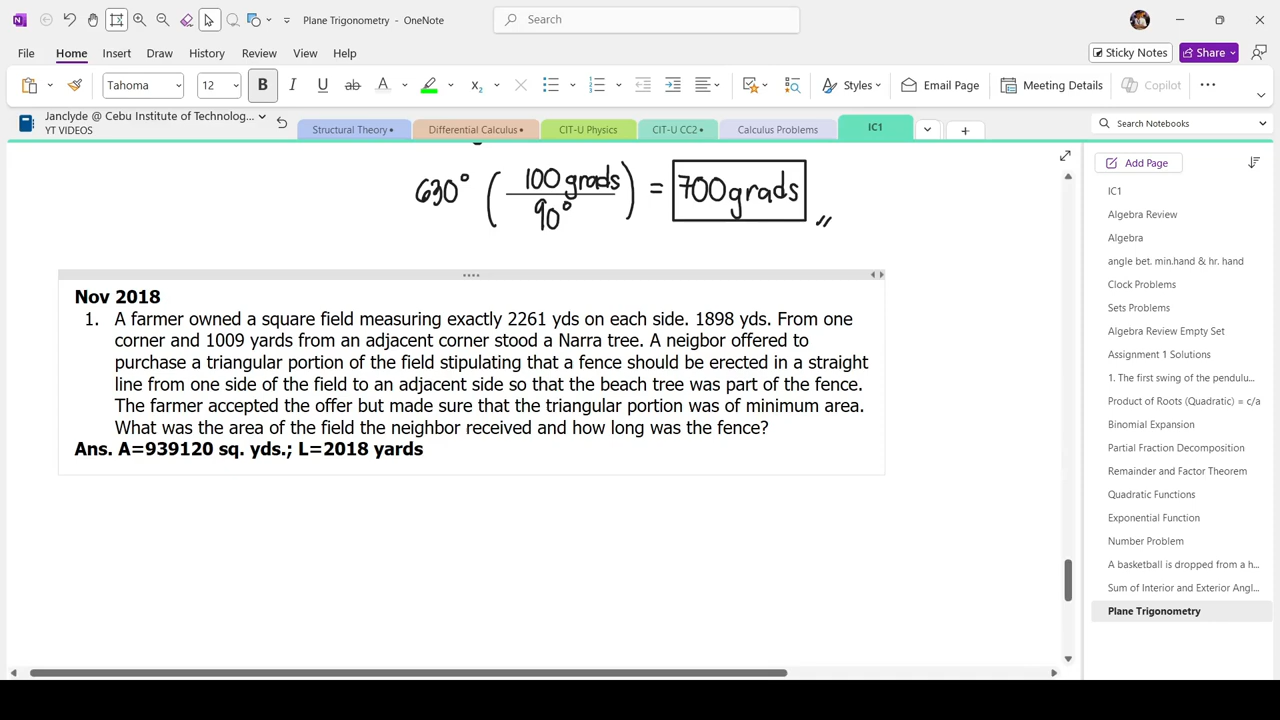 Plane Trigonometry - OneNote
Search
File Home Insert Draw History Review View Help
Sticky Notes Share
Tahoma 12 B I U ab A x₂ Styles Email Page Meeting Details Copilot
Janclyde @ Cebu Institute of Technolog...
YT VIDEOS
Structural Theory • Differential Calculus • CIT-U Physics CIT-U CC2 • Calculus Problems IC1 +
Search Notebooks
630° ( 100 grads / 90° ) = 700 grads //
Nov 2018
1. A farmer owned a square field measuring exactly 2261 yds on each side. 1898 yds. From one
corner and 1009 yards from an adjacent corner stood a Narra tree. A neigbor offered to
purchase a triangular portion of the field stipulating that a fence should be erected in a straight
line from one side of the field to an adjacent side so that the beach tree was part of the fence.
The farmer accepted the offer but made sure that the triangular portion was of minimum area.
What was the area of the field the neighbor received and how long was the fence?
Ans. A=939120 sq. yds.; L=2018 yards
Add Page
IC1
Algebra Review
Algebra
angle bet. min.hand & hr. hand
Clock Problems
Sets Problems
Algebra Review Empty Set
Assignment 1 Solutions
1. The first swing of the pendulu...
Product of Roots (Quadratic) = c/a
Binomial Expansion
Partial Fraction Decomposition
Remainder and Factor Theorem
Quadratic Functions
Exponential Function
Number Problem
A basketball is dropped from a h...
Sum of Interior and Exterior Angl...
Plane Trigonometry